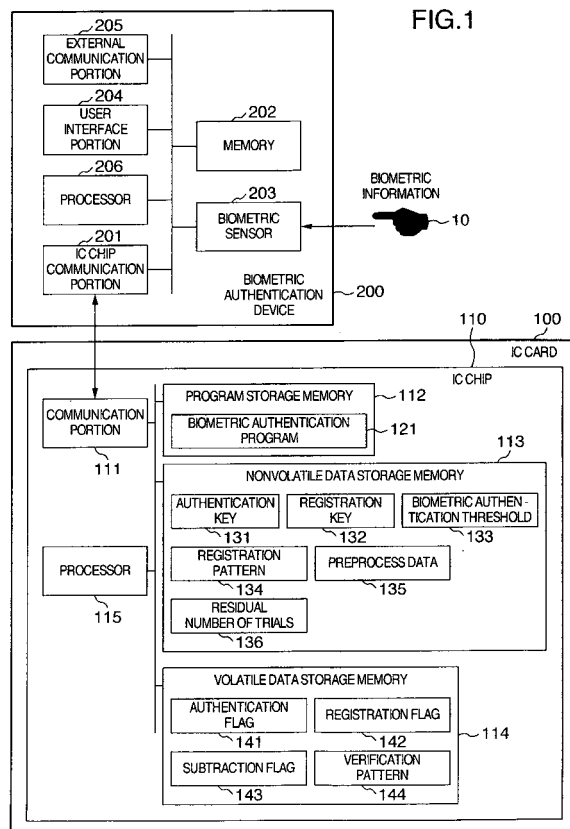 FIG.1
205
EXTERNAL
COMMUNICATION
PORTION
204
USER
INTERFACE
PORTION
202
MEMORY
206
PROCESSOR
203
BIOMETRIC
SENSOR
BIOMETRIC
INFORMATION
10
201
IC CHIP
COMMUNICATION
PORTION
BIOMETRIC
AUTHENTICATION
DEVICE
200
110
100
IC CARD
IC CHIP
COMMUNICATION
PORTION
111
PROGRAM STORAGE MEMORY
112
BIOMETRIC AUTHENTICATION
PROGRAM
121
113
NONVOLATILE DATA STORAGE MEMORY
AUTHENTICATION
KEY
131
REGISTRATION
KEY
132
BIOMETRIC AUTHEN-
TICATION THRESHOLD
133
PROCESSOR
115
REGISTRATION
PATTERN
134
PREPROCESS DATA
135
RESIDUAL
NUMBER OF TRIALS
136
VOLATILE DATA STORAGE MEMORY
AUTHENTICATION
FLAG
141
REGISTRATION FLAG
142
114
SUBTRACTION FLAG
143
VERIFICATION
PATTERN
144